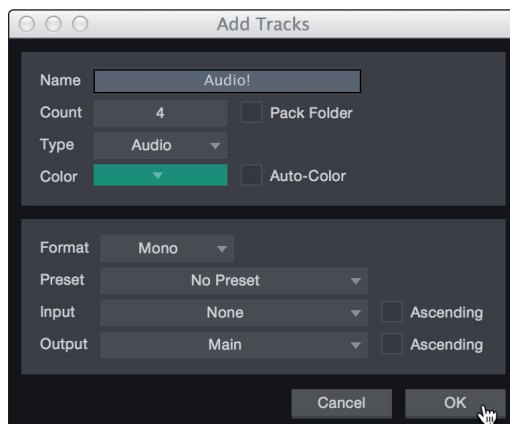 Add Tracks
Name Audio!
Count 4 Pack Folder
Type Audio
Color Auto-Color
Format Mono
Preset No Preset
Input None Ascending
Output Main Ascending
Cancel OK